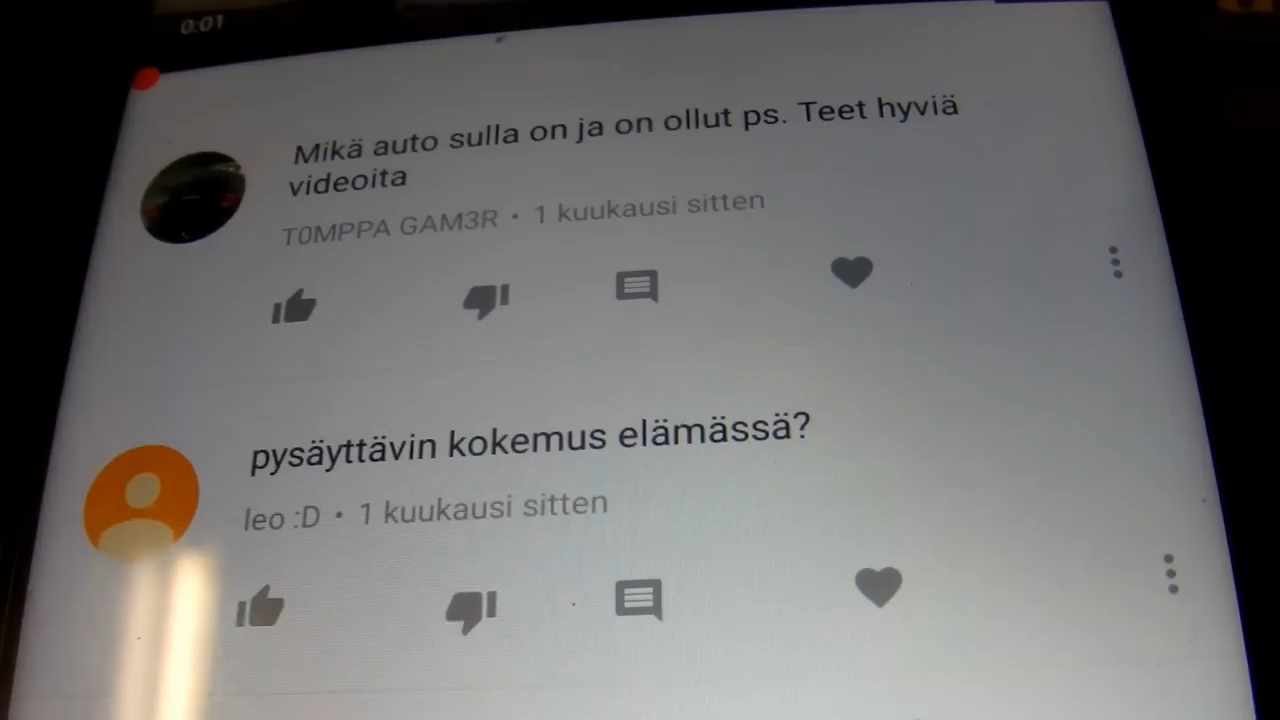 0:01
Mikä auto sulla on ja on ollut ps. Teet hyviä
videoita
T0MPPA GAM3R • 1 kuukausi sitten
pysäyttävin kokemus elämässä?
leo :D • 1 kuukausi sitten